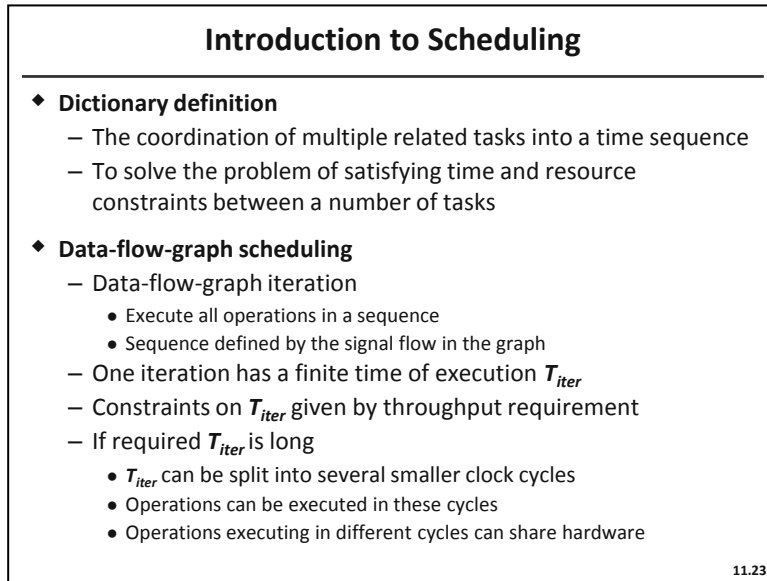 Introduction to Scheduling
◆ Dictionary definition
– The coordination of multiple related tasks into a time sequence
– To solve the problem of satisfying time and resource
constraints between a number of tasks
◆ Data-flow-graph scheduling
– Data-flow-graph iteration
● Execute all operations in a sequence
● Sequence defined by the signal flow in the graph
– One iteration has a finite time of execution T_iter
– Constraints on T_iter given by throughput requirement
– If required T_iter is long
● T_iter can be split into several smaller clock cycles
● Operations can be executed in these cycles
● Operations executing in different cycles can share hardware
11.23